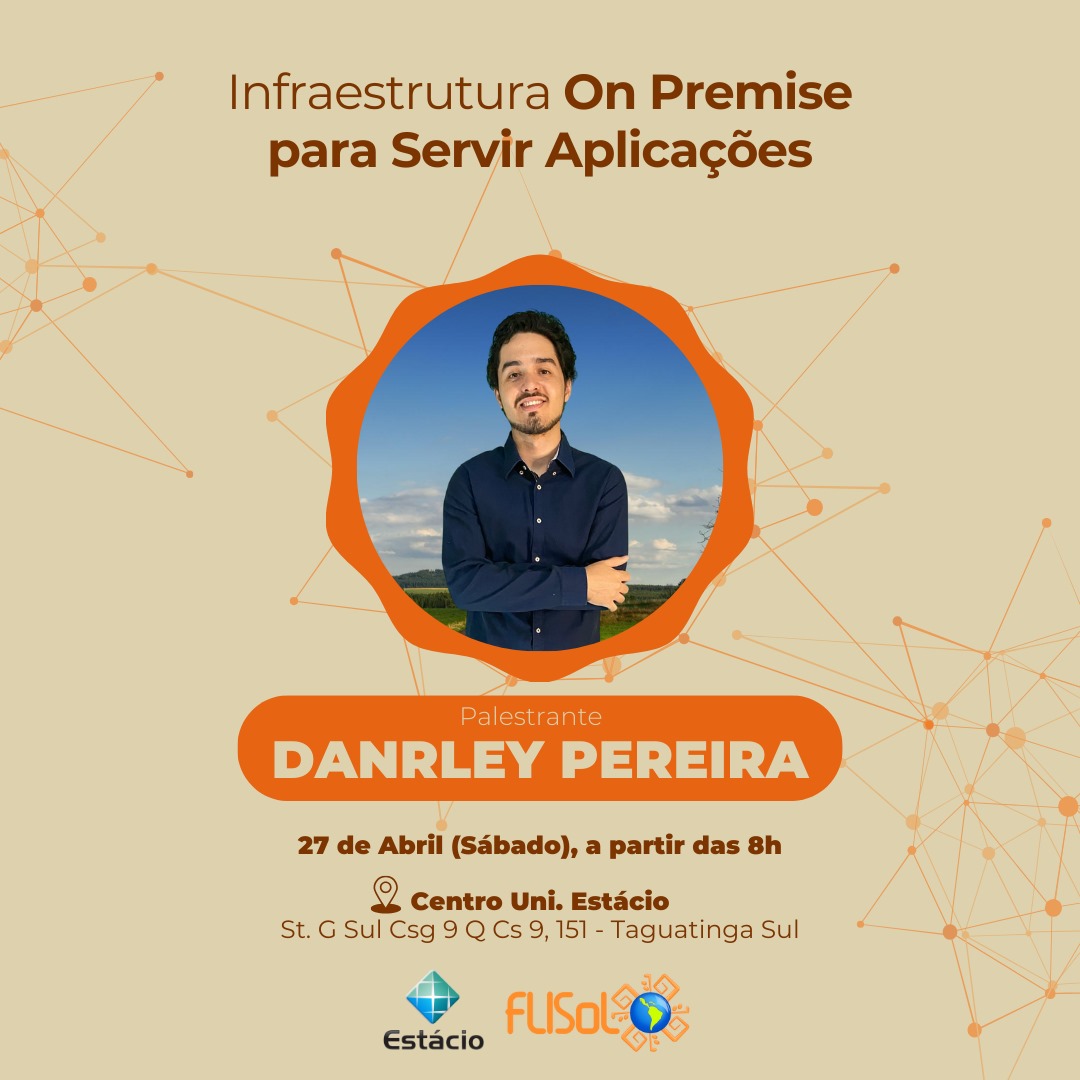 Infraestrutura On Premise
para Servir Aplicações
Palestrante
DANRLEY PEREIRA
27 de Abril (Sábado), a partir das 8h
Centro Uni. Estácio
St. G Sul Csg 9 Q Cs 9, 151 - Taguatinga Sul
Estácio
FLISol